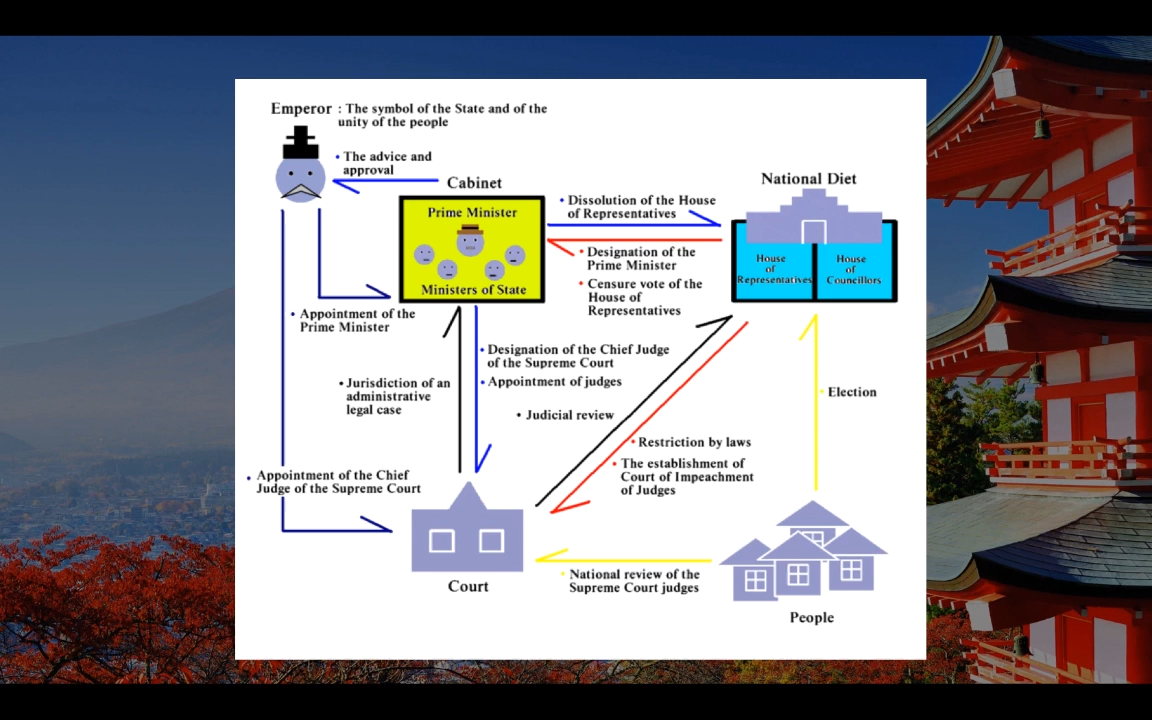 Emperor : The symbol of the State and of the
unity of the people
• The advice and
approval
Cabinet
National Diet
Prime Minister
Ministers of State
• Dissolution of the House
of Representatives
• Designation of the
Prime Minister
• Censure vote of the
House of
Representatives
House
of
Representatives
House
of
Councillors
• Appointment of the
Prime Minister
• Designation of the Chief Judge
of the Supreme Court
• Appointment of judges
• Jurisdiction of an
administrative
legal case
• Judicial review
• Election
• Restriction by laws
• The establishment of
Court of Impeachment
of Judges
• Appointment of the Chief
Judge of the Supreme Court
Court
• National review of the
Supreme Court judges
People